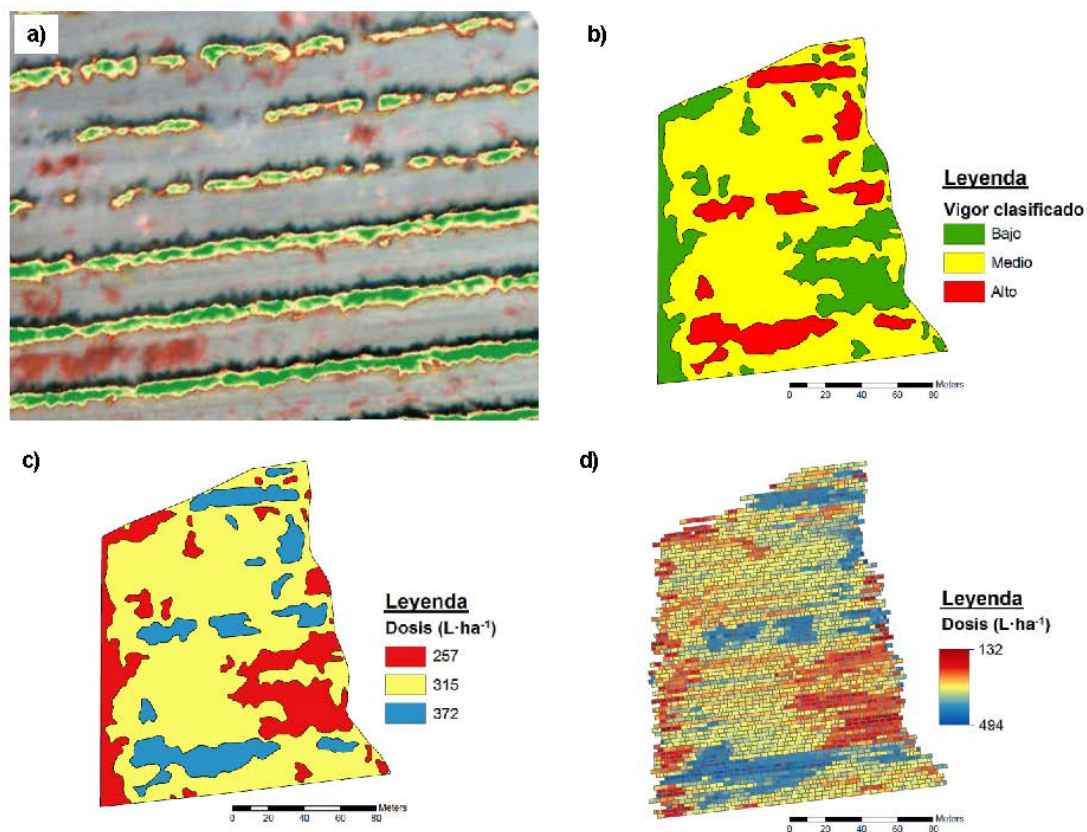 a)
b)
Leyenda
Vigor clasificado
Bajo
Medio
Alto
0 20 40 60 80 Meters
c)
Leyenda
Dosis (L·ha⁻¹)
257
315
372
0 20 40 60 80 Meters
d)
Leyenda
Dosis (L·ha⁻¹)
132
494
0 20 40 60 80 Meters